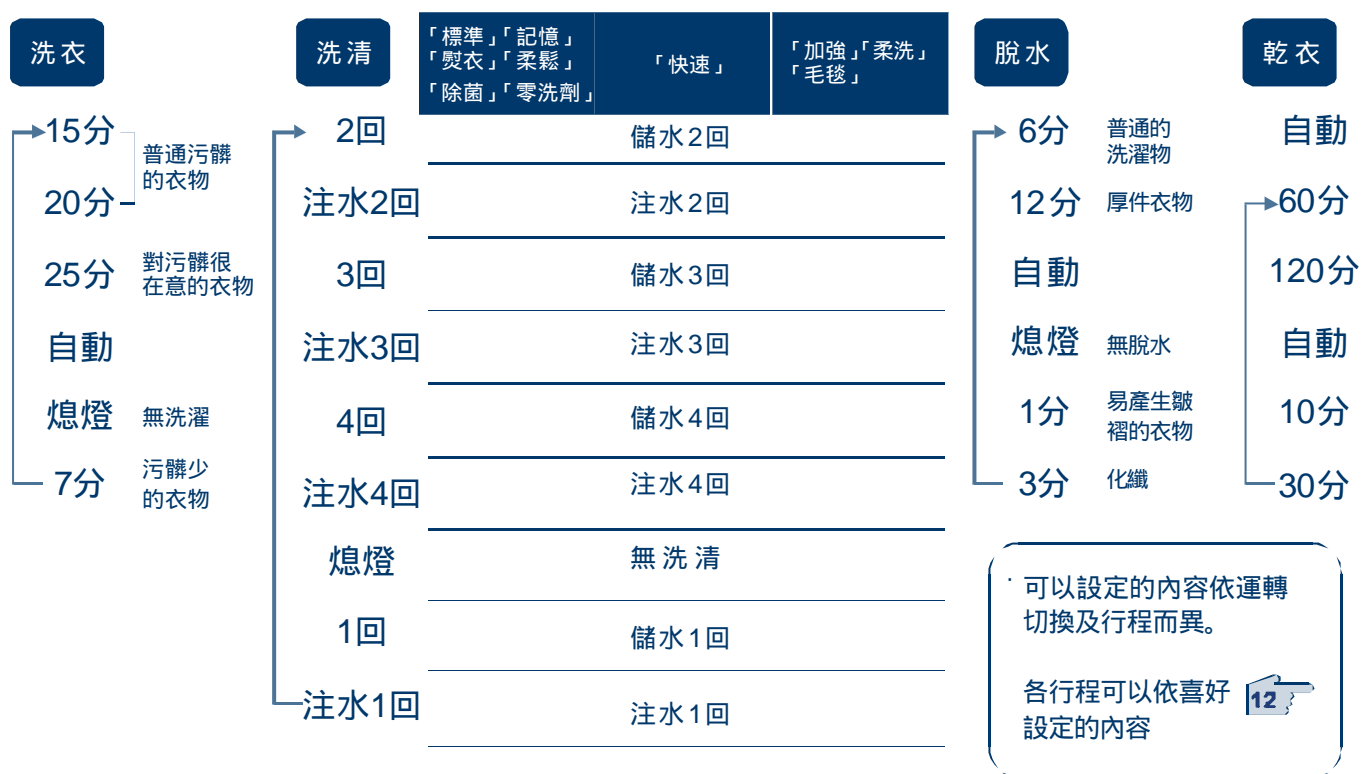 洗衣
15分
普通污髒
的衣物
20分
25分
對污髒很
在意的衣物
自動
熄燈
無洗濯
7分
污髒少
的衣物
洗清
「標準」「記憶」
「熨衣」「柔鬆」
「除菌」「零洗劑」
「快速」
「加強」「柔洗」
「毛毯」
2回
儲水2回
注水2回
注水2回
3回
儲水3回
注水3回
注水3回
4回
儲水4回
注水4回
注水4回
熄燈
無洗清
1回
儲水1回
注水1回
注水1回
脫水
6分
普通的
洗濯物
12分
厚件衣物
自動
熄燈
無脫水
1分
易產生皺
褶的衣物
3分
化纖
乾衣
自動
60分
120分
自動
10分
30分
可以設定的內容依運轉
切換及行程而異。
各行程可以依喜好
設定的內容
12